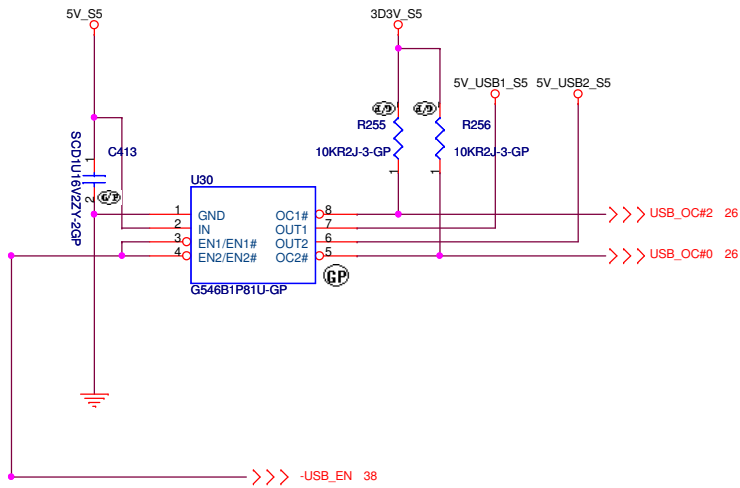 5V_S5
3D3V_S5
5V_USB1_S5 5V_USB2_S5
G/P
G/P
R255
R256
10KR2J-3-GP
10KR2J-3-GP
1
1
SCD1U16V2ZY-2GP
1
C413
2
G/P
U30
1 GND
2 IN
3 EN1/EN1#
4 EN2/EN2#
OC1# 8
OUT1 7
OUT2 6
OC2# 5
G546B1P81U-GP
GP
USB_OC#2 26
USB_OC#0 26
-USB_EN 38